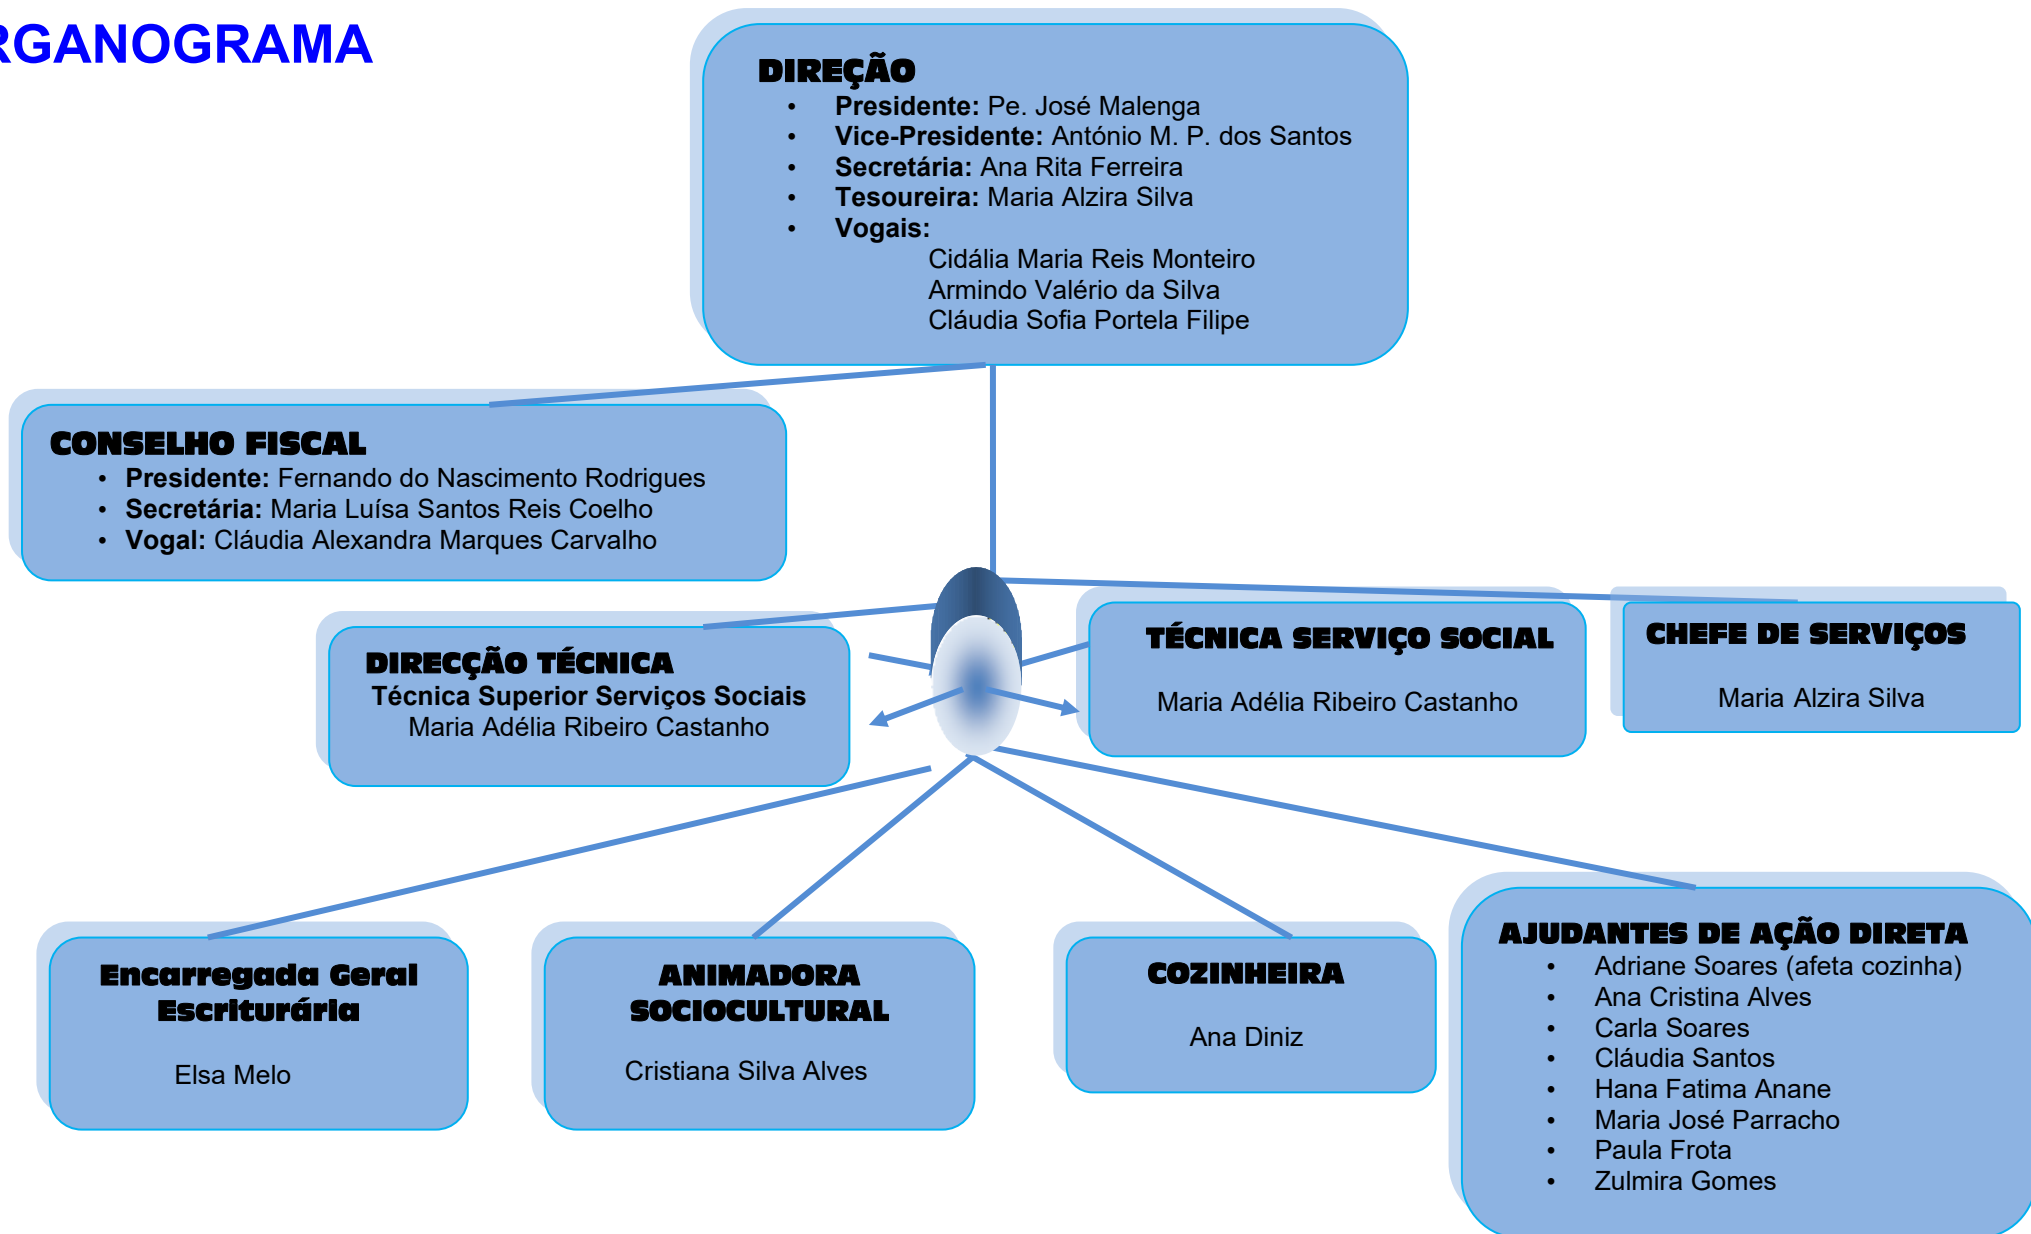 RGANOGRAMA
DIREÇÃO
• Presidente: Pe. José Malenga
• Vice-Presidente: António M. P. dos Santos
• Secretária: Ana Rita Ferreira
• Tesoureira: Maria Alzira Silva
• Vogais:
Cidália Maria Reis Monteiro
Armindo Valério da Silva
Cláudia Sofia Portela Filipe
CONSELHO FISCAL
• Presidente: Fernando do Nascimento Rodrigues
• Secretária: Maria Luísa Santos Reis Coelho
• Vogal: Cláudia Alexandra Marques Carvalho
DIRECÇÃO TÉCNICA
Técnica Superior Serviços Sociais
Maria Adélia Ribeiro Castanho
TÉCNICA SERVIÇO SOCIAL
Maria Adélia Ribeiro Castanho
CHEFE DE SERVIÇOS
Maria Alzira Silva
Encarregada Geral
Escriturária
Elsa Melo
ANIMADORA
SOCIOCULTURAL
Cristiana Silva Alves
COZINHEIRA
Ana Diniz
AJUDANTES DE AÇÃO DIRETA
• Adriane Soares (afeta cozinha)
• Ana Cristina Alves
• Carla Soares
• Cláudia Santos
• Hana Fatima Anane
• Maria José Parracho
• Paula Frota
• Zulmira Gomes